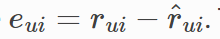 e_{ui} = r_{ui} − \hat{r}_{ui}.